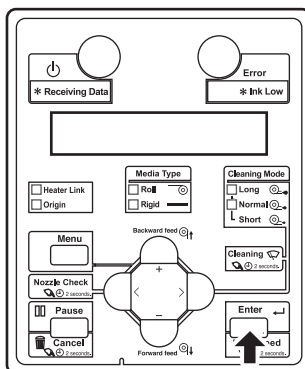 Error
* Receiving Data
* Ink Low
Media Type
Cleaning Mode
Heater Link
Origin
Roll
Rigid
Long
Normal
Short
Menu
Backward feed
Cleaning
2 seconds.
Nozzle Check
2 seconds.
+
< >
−
Pause
Enter
Cancel
2 seconds.
Forward feed
2 seconds.